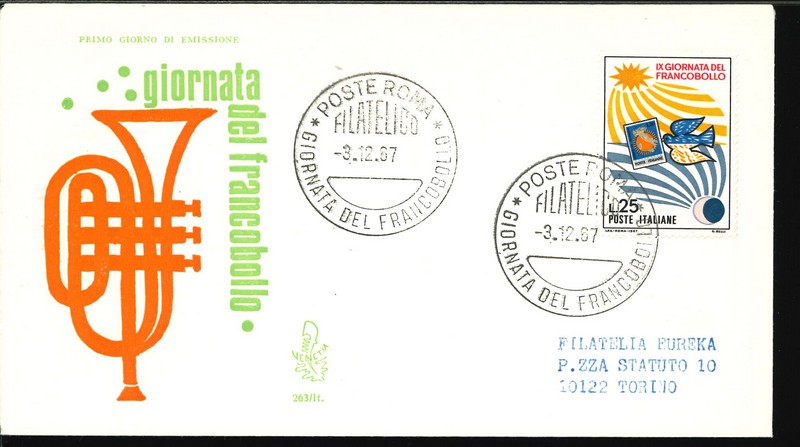 PRIMO GIORNO DI EMISSIONE
giornata
del francobollo
263/It.
POSTE ROMA
FILATELICO
-3.12.67
* GIORNATA DEL FRANCOBOLLO *
POSTE ROMA
FILATELICO
-3.12.67
* GIORNATA DEL FRANCOBOLLO
IX GIORNATA DEL
FRANCOBOLLO
POSTE ITALIANE
L.25
POSTE ITALIANE
FILATELIA EUREKA
P.ZZA STATUTO 10
10122 TORINO